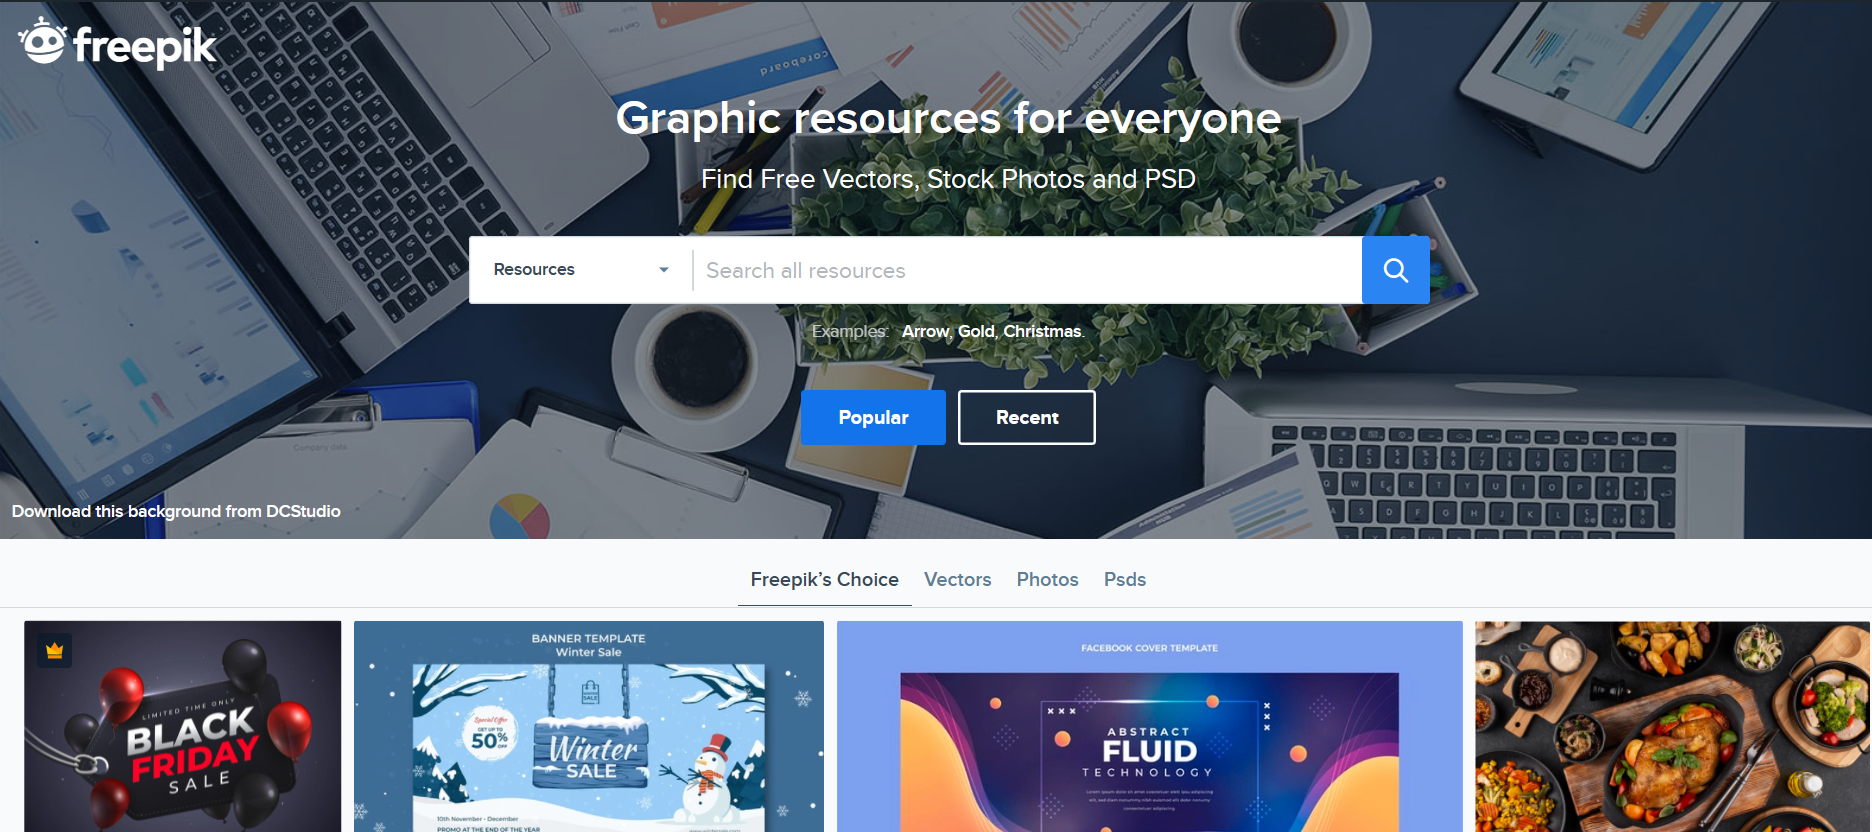 freepik
Graphic resources for everyone
Find Free Vectors, Stock Photos and PSD
Resources
Search all resources
Examples: Arrow, Gold, Christmas.
Popular
Recent
Company data
Download this background from DCStudio
Freepik's Choice
Vectors
Photos
Psds
LIMITED TIME ONLY
BLACK
FRIDAY
SALE
BANNER TEMPLATE
Winter Sale
SALE
Special Offer
GET UP TO
50%
OFF
Winter
SALE
10th November - December
PROMO AT THE END OF THE YEAR
FACEBOOK COVER TEMPLATE
ABSTRACT
FLUID
TECHNOLOGY